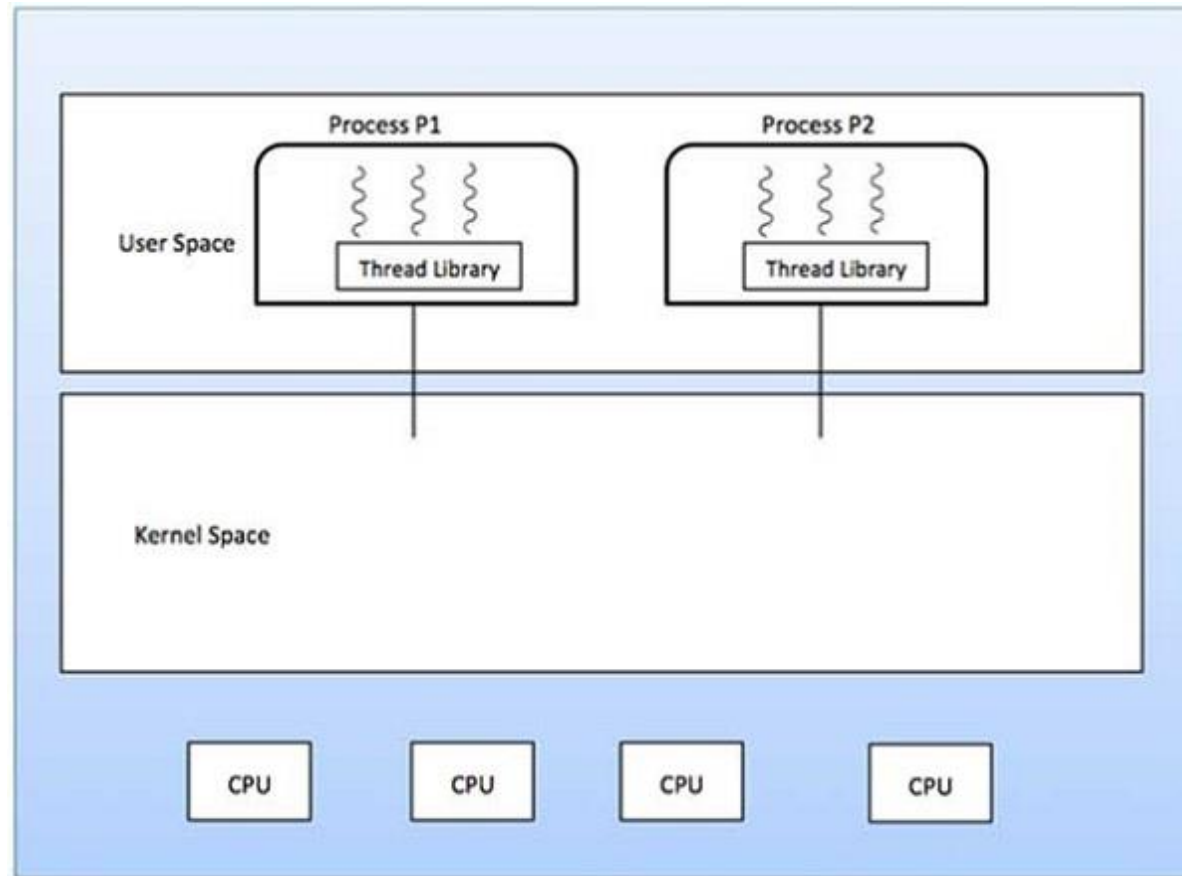 Process P1
Process P2
User Space
Thread Library
Thread Library
Kernel Space
CPU
CPU
CPU
CPU